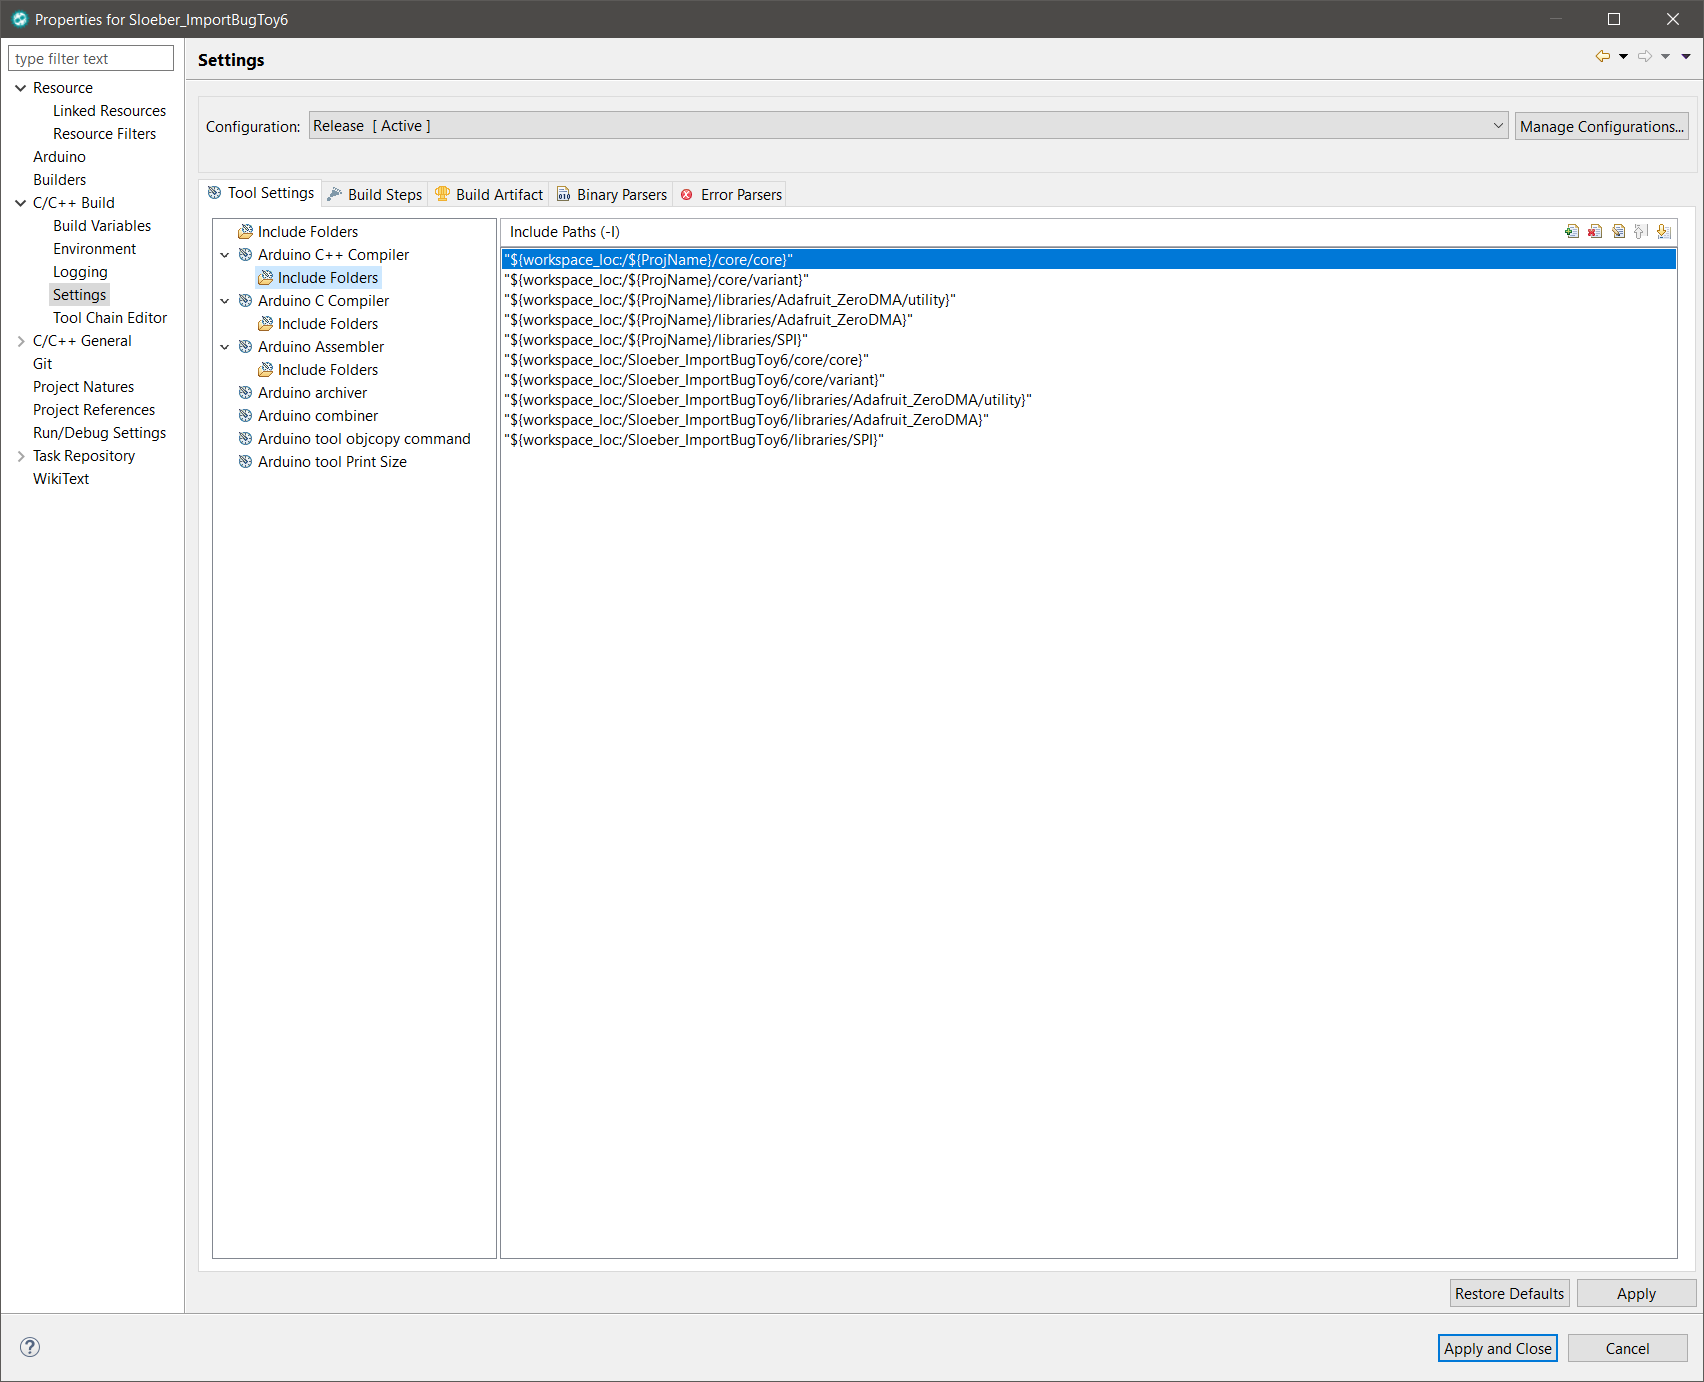 Properties for Sloeber_ImportBugToy6
type filter text
Resource
Linked Resources
Resource Filters
Arduino
Builders
C/C++ Build
Build Variables
Environment
Logging
Settings
Tool Chain Editor
C/C++ General
Git
Project Natures
Project References
Run/Debug Settings
Task Repository
WikiText
Settings
Configuration: Release [ Active ] Manage Configurations...
Tool Settings Build Steps Build Artifact Binary Parsers Error Parsers
Include Folders
Arduino C++ Compiler
Include Folders
Arduino C Compiler
Include Folders
Arduino Assembler
Include Folders
Arduino archiver
Arduino combiner
Arduino tool objcopy command
Arduino tool Print Size
Include Paths (-I)
"${workspace_loc:/${ProjName}/core/core}"
"${workspace_loc:/${ProjName}/core/variant}"
"${workspace_loc:/${ProjName}/libraries/Adafruit_ZeroDMA/utility}"
"${workspace_loc:/${ProjName}/libraries/Adafruit_ZeroDMA}"
"${workspace_loc:/${ProjName}/libraries/SPI}"
"${workspace_loc:/Sloeber_ImportBugToy6/core/core}"
"${workspace_loc:/Sloeber_ImportBugToy6/core/variant}"
"${workspace_loc:/Sloeber_ImportBugToy6/libraries/Adafruit_ZeroDMA/utility}"
"${workspace_loc:/Sloeber_ImportBugToy6/libraries/Adafruit_ZeroDMA}"
"${workspace_loc:/Sloeber_ImportBugToy6/libraries/SPI}"
Restore Defaults Apply
Apply and Close Cancel